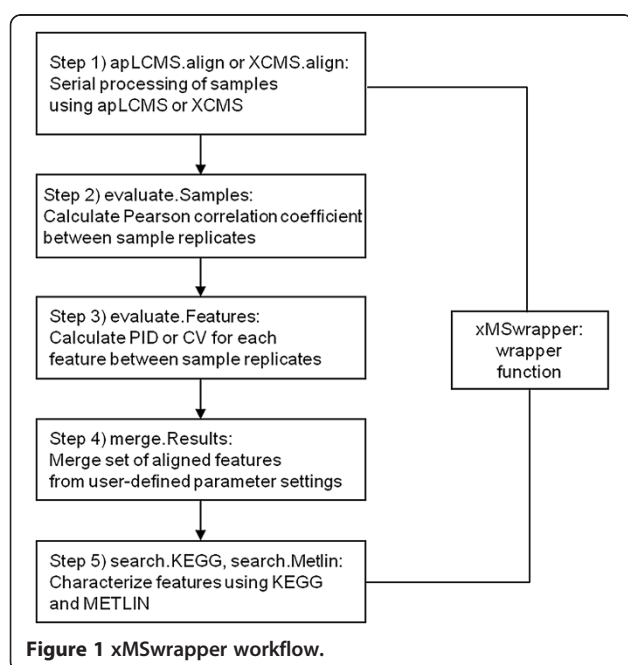 Step 1) apLCMS.align or XCMS.align:
Serial processing of samples
using apLCMS or XCMS
Step 2) evaluate.Samples:
Calculate Pearson correlation coefficient
between sample replicates
Step 3) evaluate.Features:
Calculate PID or CV for each
feature between sample replicates
Step 4) merge.Results:
Merge set of aligned features
from user-defined parameter settings
Step 5) search.KEGG, search.Metlin:
Characterize features using KEGG
and METLIN
xMSwrapper:
wrapper
function
Figure 1 xMSwrapper workflow.